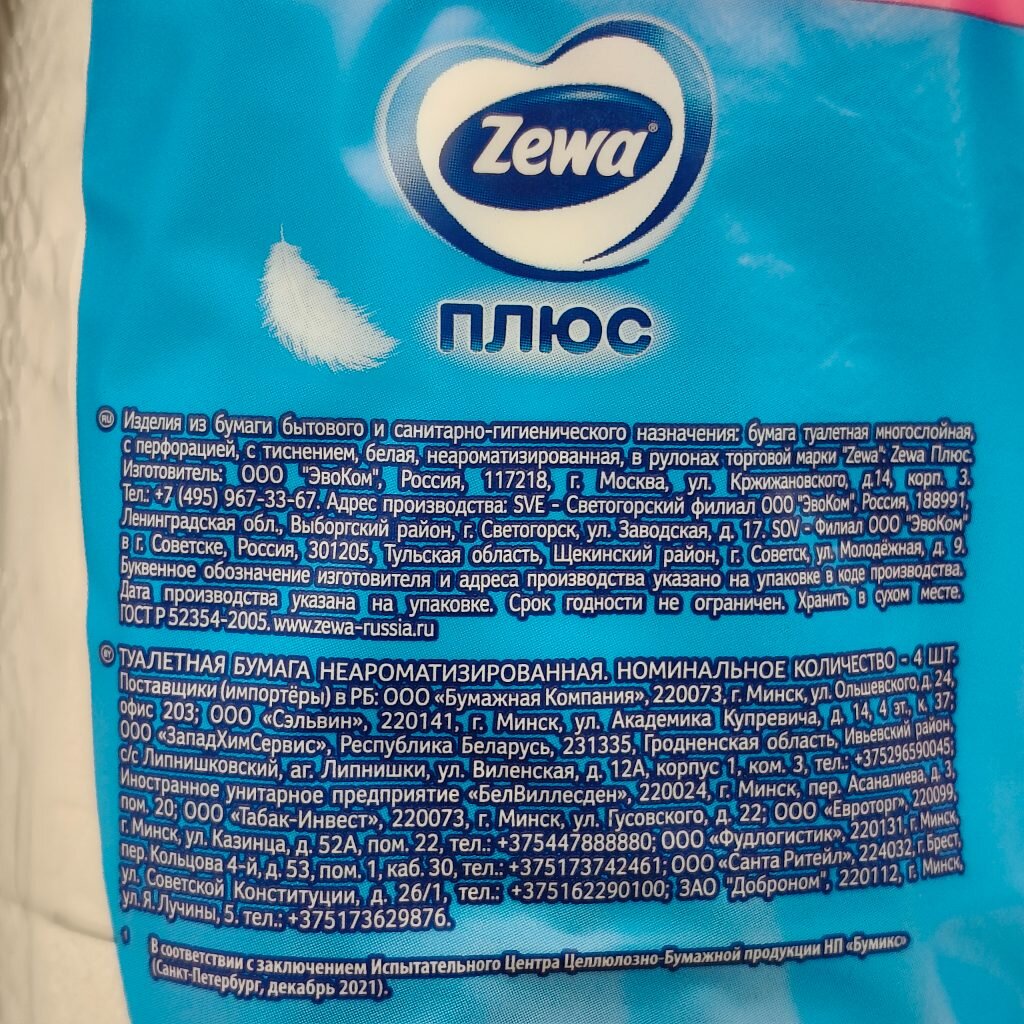 Zewa®
плюс
RU Изделия из бумаги бытового и санитарно-гигиенического назначения: бумага туалетная многослойная,
с перфорацией, с тиснением, белая, неароматизированная, в рулонах торговой марки "Zewa": Zewa Плюс.
Изготовитель: ООО "ЭвоКом", Россия, 117218, г. Москва, ул. Кржижановского, д.14, корп. 3.
Тел.: +7 (495) 967-33-67. Адрес производства: SVE - Светогорский филиал ООО "ЭвоКом", Россия, 188991,
Ленинградская обл., Выборгский район, г. Светогорск, ул. Заводская, д. 17. SOV - Филиал ООО "ЭвоКом"
в г. Советске, Россия, 301205, Тульская область, Щекинский район, г. Советск, ул. Молодёжная, д. 9.
Буквенное обозначение изготовителя и адреса производства указано на упаковке в коде производства.
Дата производства указана на упаковке. Срок годности не ограничен. Хранить в сухом месте.
ГОСТ Р 52354-2005. www.zewa-russia.ru
BY ТУАЛЕТНАЯ БУМАГА НЕАРОМАТИЗИРОВАННАЯ. НОМИНАЛЬНОЕ КОЛИЧЕСТВО - 4 ШТ.
Поставщики (импортёры) в РБ: ООО «Бумажная Компания», 220073, г. Минск, ул. Ольшевского, д. 24,
офис 203; ООО «Сэльвин», 220141, г. Минск, ул. Академика Купревича, д. 14, 4 эт., к. 37;
ООО «ЗападХимСервис», Республика Беларусь, 231335, Гродненская область, Ивьевский район,
с/с Липнишковский, аг. Липнишки, ул. Виленская, д. 12А, корпус 1, ком. 3, тел.: +375296590045;
Иностранное унитарное предприятие «БелВиллесден», 220024, г. Минск, пер. Асаналиева, д. 3,
пом. 20; ООО «Табак-Инвест», 220073, г. Минск, ул. Гусовского, д. 22; ООО «Евроторг», 220099,
г. Минск, ул. Казинца, д. 52А, пом. 22, тел.: +375447888880; ООО «Фудлогистик», 220131, г. Минск,
пер. Кольцова 4-й, д. 53, пом. 1, каб. 30, тел.: +375173742461; ООО «Санта Ритейл», 224032, г. Брест,
ул. Советской Конституции, д. 26/1, тел.: +375162290100; ЗАО "Доброном", 220112, г. Минск,
ул. Я. Лучины, 5. тел.: +375173629876.
1 В соответствии с заключением Испытательного Центра Целлюлозно-Бумажной продукции НП «Бумикс»
(Санкт-Петербург, декабрь 2021).